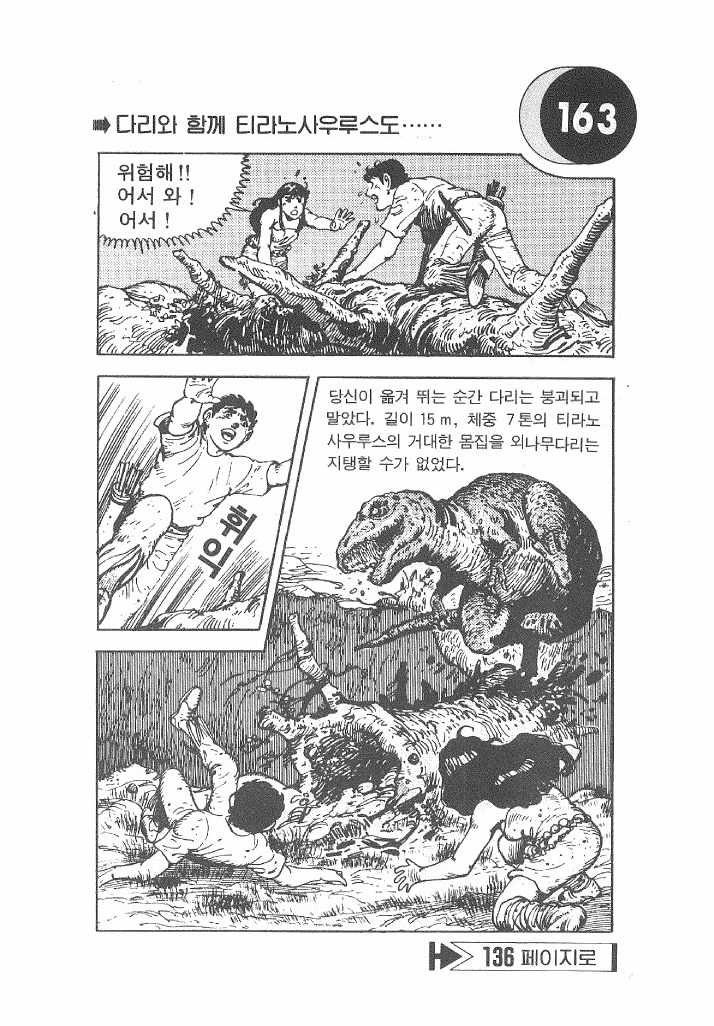 163
➠다리와 함께 티라노사우루스도……
위험해!!
어서 와!
어서!
당신이 옮겨 뛰는 순간 다리는 붕괴되고
말았다. 길이 15m, 체중 7톤의 티라노
사우루스의 거대한 몸집을 외나무다리는
지탱할 수가 없었다.
휘익
136 페이지로